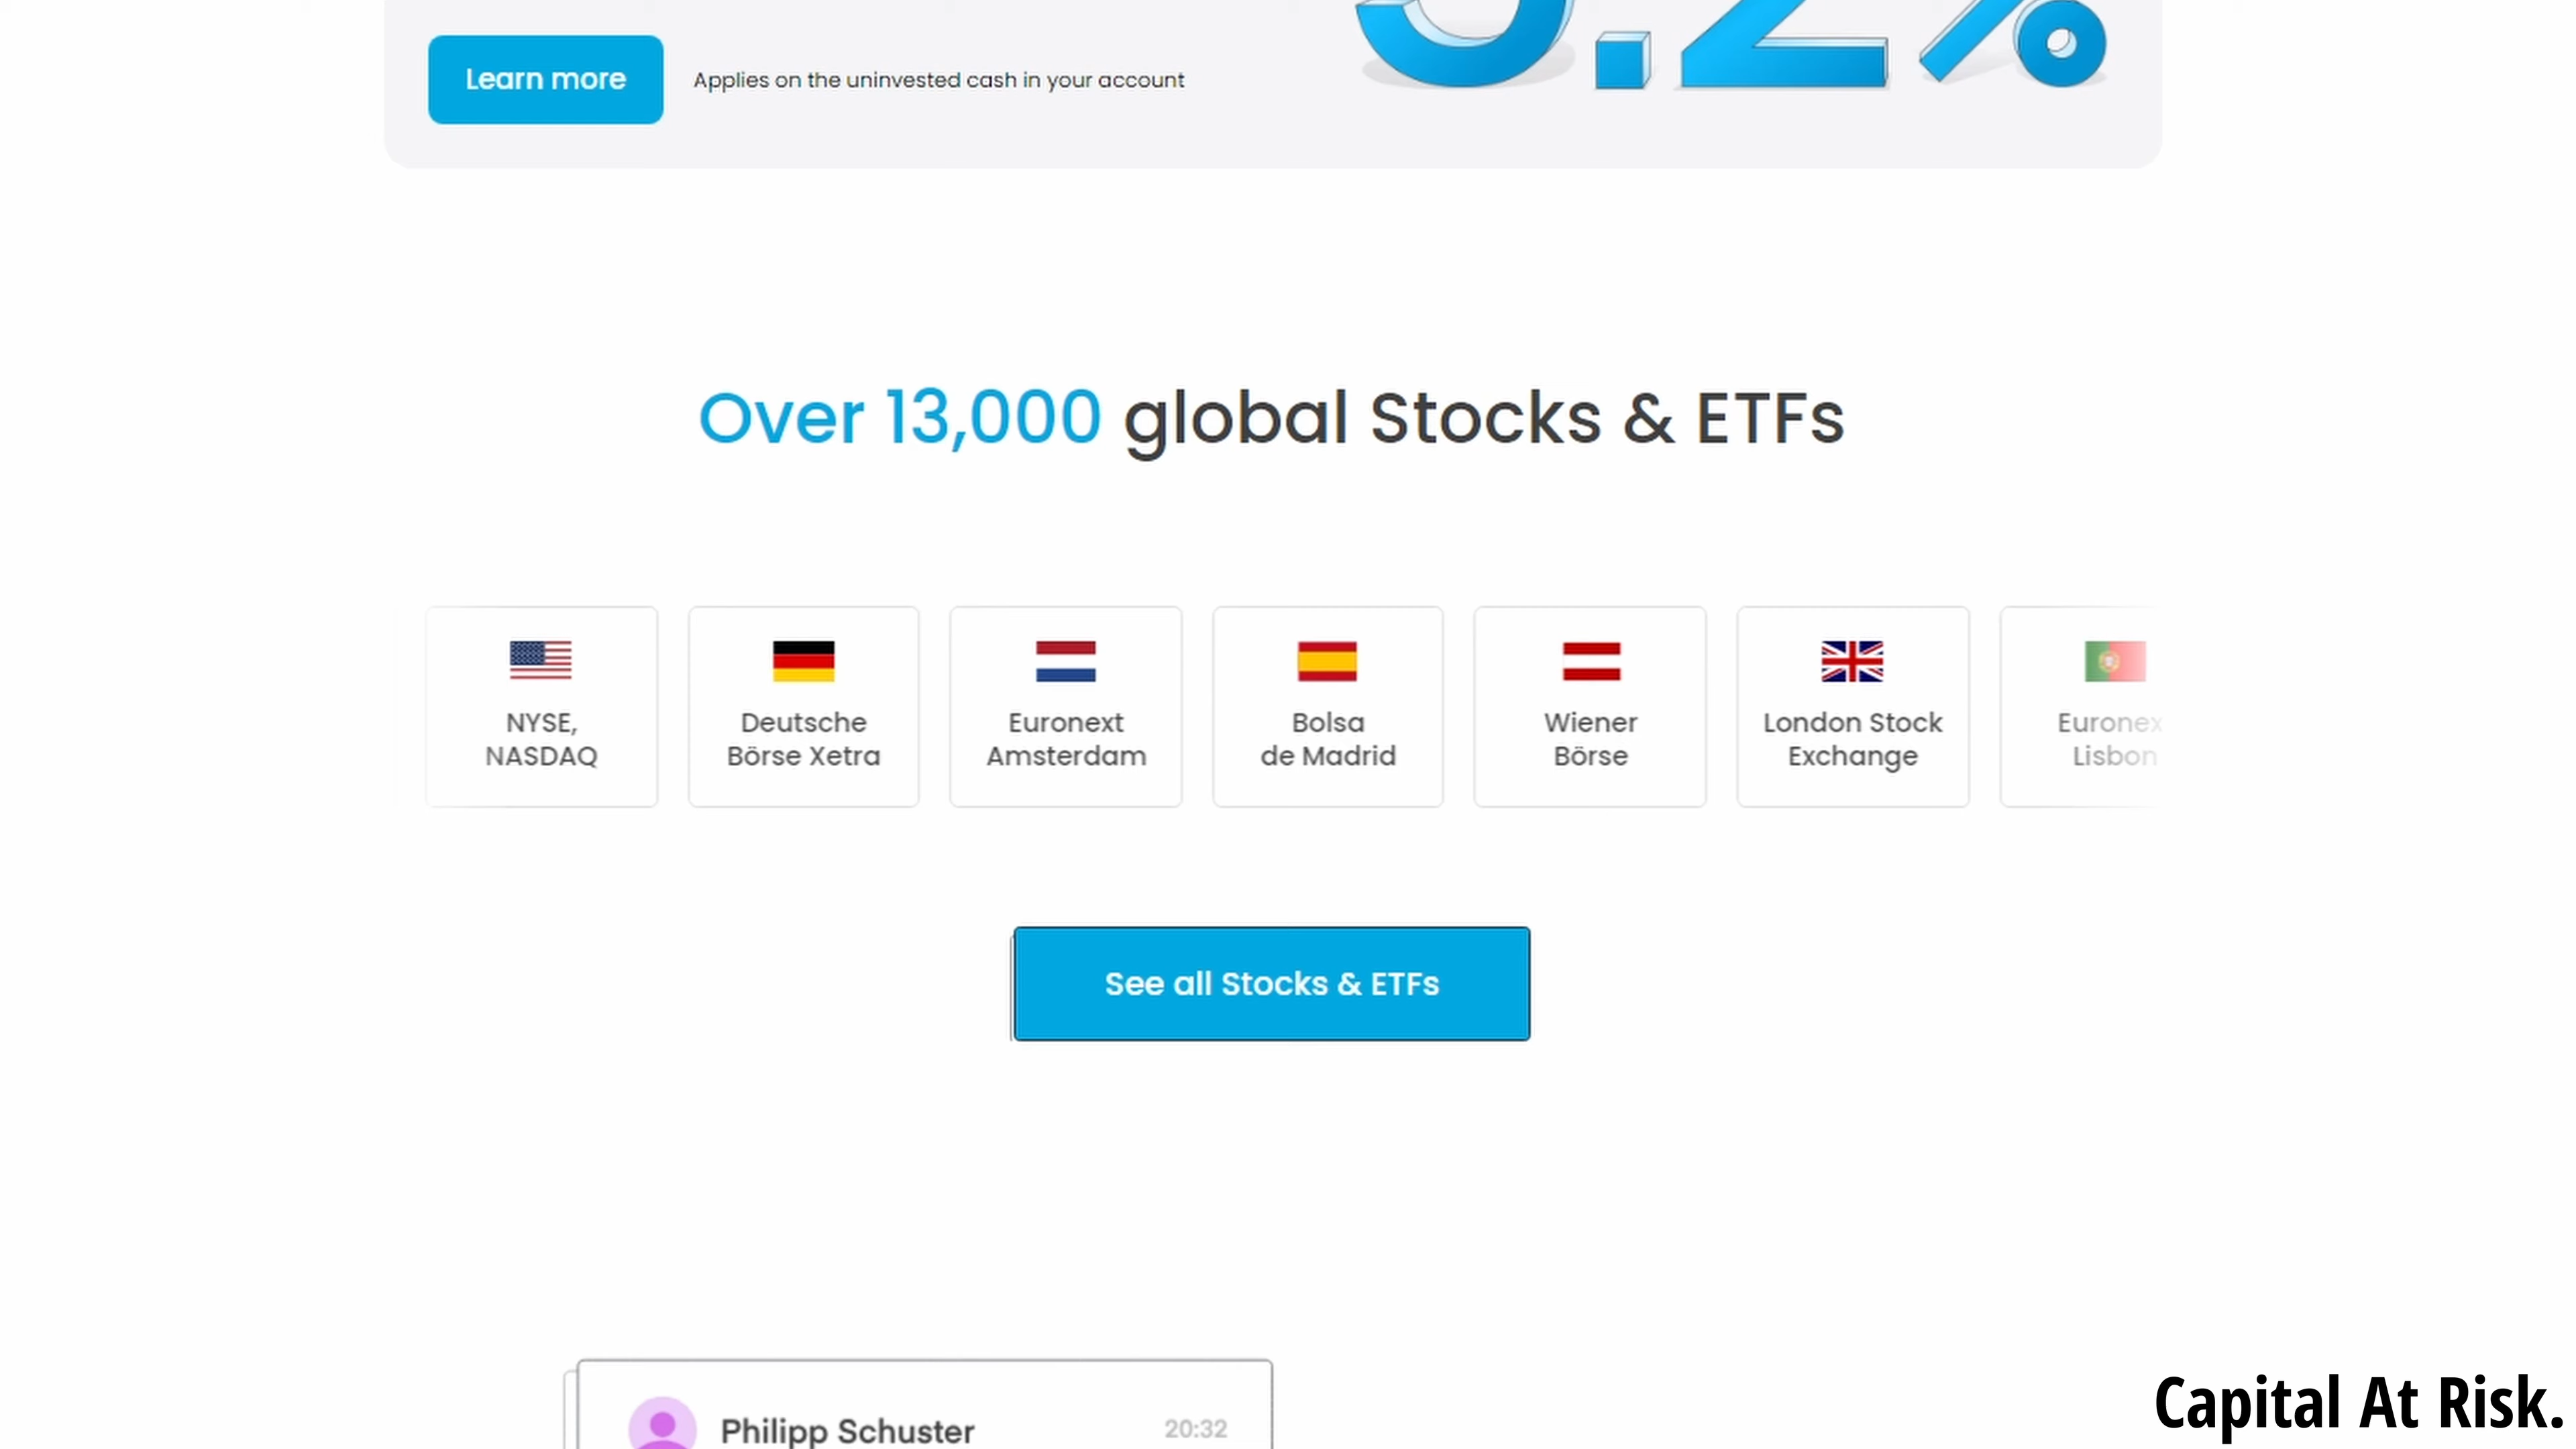 Learn more
Applies on the uninvested cash in your account
Over 13,000 global Stocks & ETFs
NYSE,
NASDAQ
Deutsche
Börse Xetra
Euronext
Amsterdam
Bolsa
de Madrid
Wiener
Börse
London Stock
Exchange
Euronex
Lisbon
See all Stocks & ETFs
Philipp Schuster
20:32
Capital At Risk.